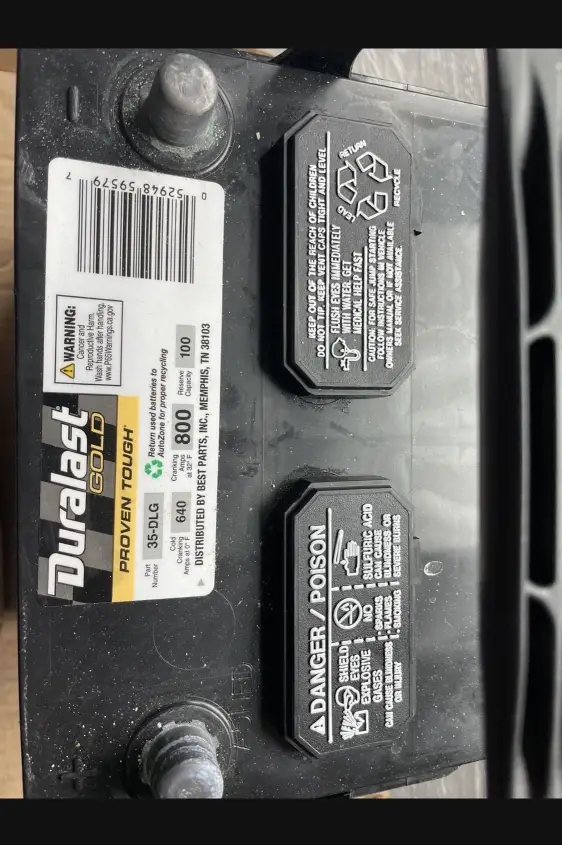 Duralast
GOLD
PROVEN TOUGH
Part
Number
35-DLG
Return used batteries to
AutoZone for proper recycling
Cold
Cranking
Amps at 0° F
640
Cranking
Amps
at 32° F
800
Reserve
Capacity
100
DISTRIBUTED BY BEST PARTS, INC., MEMPHIS, TN 38103
WARNING:
Cancer and
Reproductive Harm.
Wash hands after handling.
www.P65Warnings.ca.gov
0 52948 59579 7
DANGER / POISON
SHIELD
EYES
EXPLOSIVE
GASES
CAN CAUSE BLINDNESS
OR INJURY
NO
• SPARKS
• FLAMES
• SMOKING
SULFURIC ACID
CAN CAUSE
BLINDNESS OR
SEVERE BURNS
KEEP OUT OF THE REACH OF CHILDREN
DO NOT TIP. KEEP VENT CAPS TIGHT AND LEVEL
FLUSH EYES IMMEDIATELY
WITH WATER. GET
MEDICAL HELP FAST
CAUTION: FOR SAFE JUMP STARTING
FOLLOW INSTRUCTIONS IN VEHICLE
OWNERS MANUAL OR IF NOT AVAILABLE
SEEK SERVICE ASSISTANCE.
LEAD
RETURN
RECYCLE
+
-